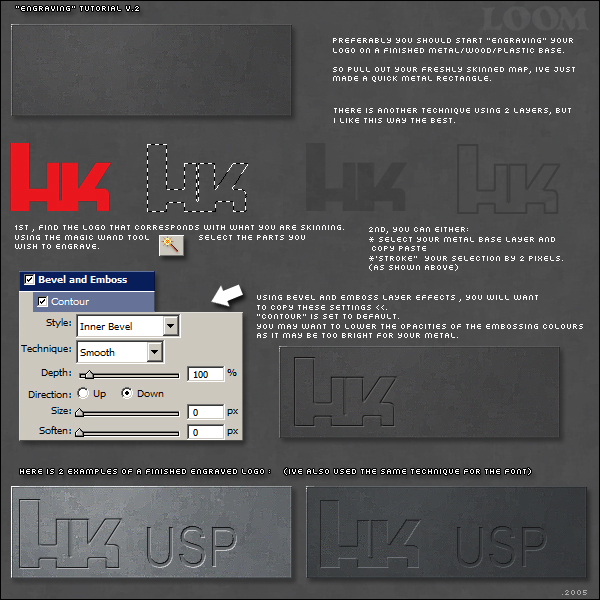 "ENGRAVING" TUTORIAL V.2
LOOM
PREFERABLY YOU SHOULD START "ENGRAVING" YOUR
LOGO ON A FINISHED METAL/WOOD/PLASTIC BASE.
SO PULL OUT YOUR FRESHLY SKINNED MAP, IVE JUST
MADE A QUICK METAL RECTANGLE.
THERE IS ANOTHER TECHNIQUE USING 2 LAYERS, BUT
I LIKE THIS WAY THE BEST.
HK
HK
HK
HK
1ST , FIND THE LOGO THAT CORRESPONDS WITH WHAT YOU ARE SKINNING.
USING THE MAGIC WAND TOOL SELECT THE PARTS YOU
WISH TO ENGRAVE.
2ND, YOU CAN EITHER:
* SELECT YOUR METAL BASE LAYER AND
COPY PASTE
*'STROKE" YOUR SELECTION BY 2 PIXELS.
(AS SHOWN ABOVE)
Bevel and Emboss
Contour
Style: Inner Bevel
Technique: Smooth
Depth: 100 %
Direction: Up Down
Size: 0 px
Soften: 0 px
USING BEVEL AND EMBOSS LAYER EFFECTS , YOU WILL WANT
TO COPY THESE SETTINGS <<.
"CONTOUR" IS SET TO DEFAULT.
YOU MAY WANT TO LOWER THE OPACITIES OF THE EMBOSSING COLOURS
AS IT MAY BE TOO BRIGHT FOR YOUR METAL.
HK
HERE IS 2 EXAMPLES OF A FINISHED ENGRAVED LOGO : (IVE ALSO USED THE SAME TECHNIQUE FOR THE FONT)
HK USP
HK USP
.2005